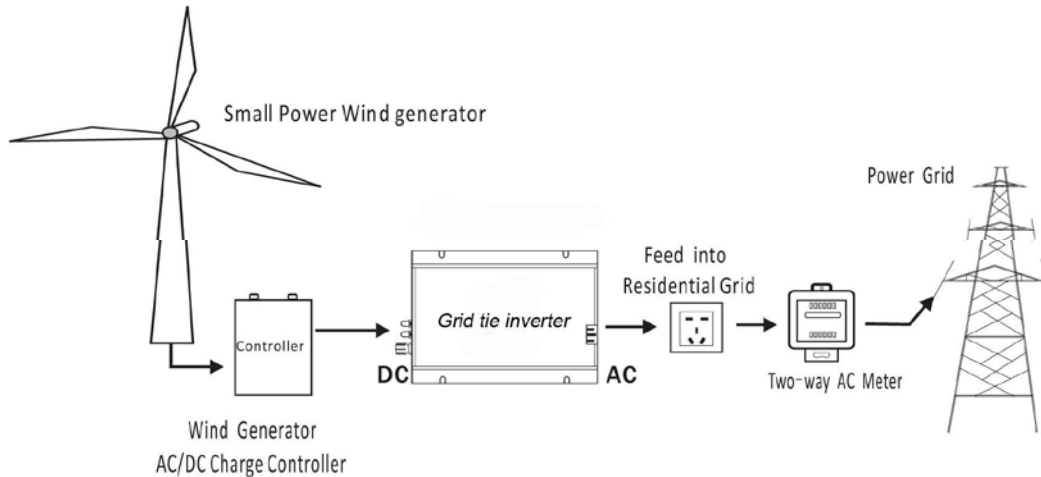 Small Power Wind generator
Power Grid
Feed into
Residential Grid
Grid tie inverter
Controller
DC
AC
Two-way AC Meter
Wind Generator
AC/DC Charge Controller